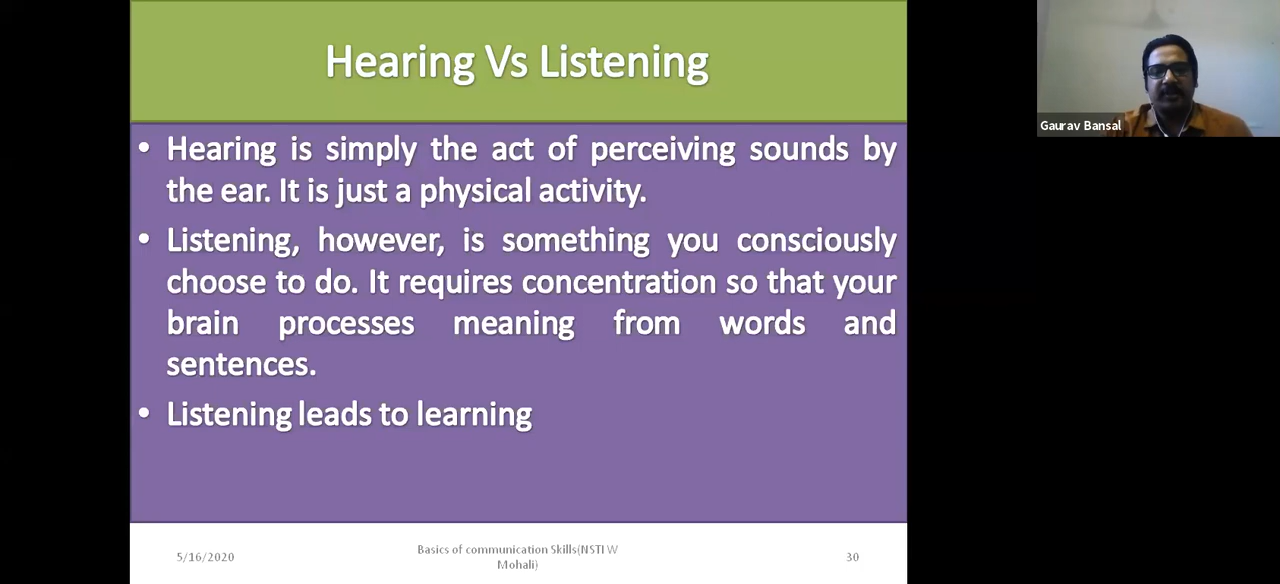 Hearing Vs Listening
• Hearing is simply the act of perceiving sounds by
the ear. It is just a physical activity.
• Listening, however, is something you consciously
choose to do. It requires concentration so that your
brain processes meaning from words and
sentences.
• Listening leads to learning
5/16/2020
Basics of communication Skills(NSTI W
Mohali)
30
Gaurav Bansal